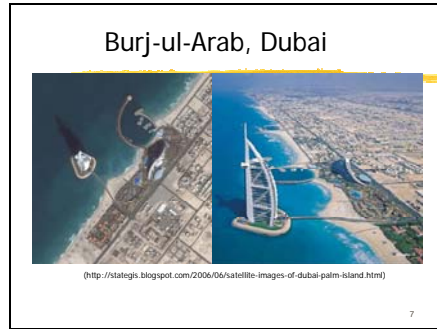 Burj-ul-Arab, Dubai
(http://stategis.blogspot.com/2006/06/satellite-images-of-dubai-palm-island.html)
7